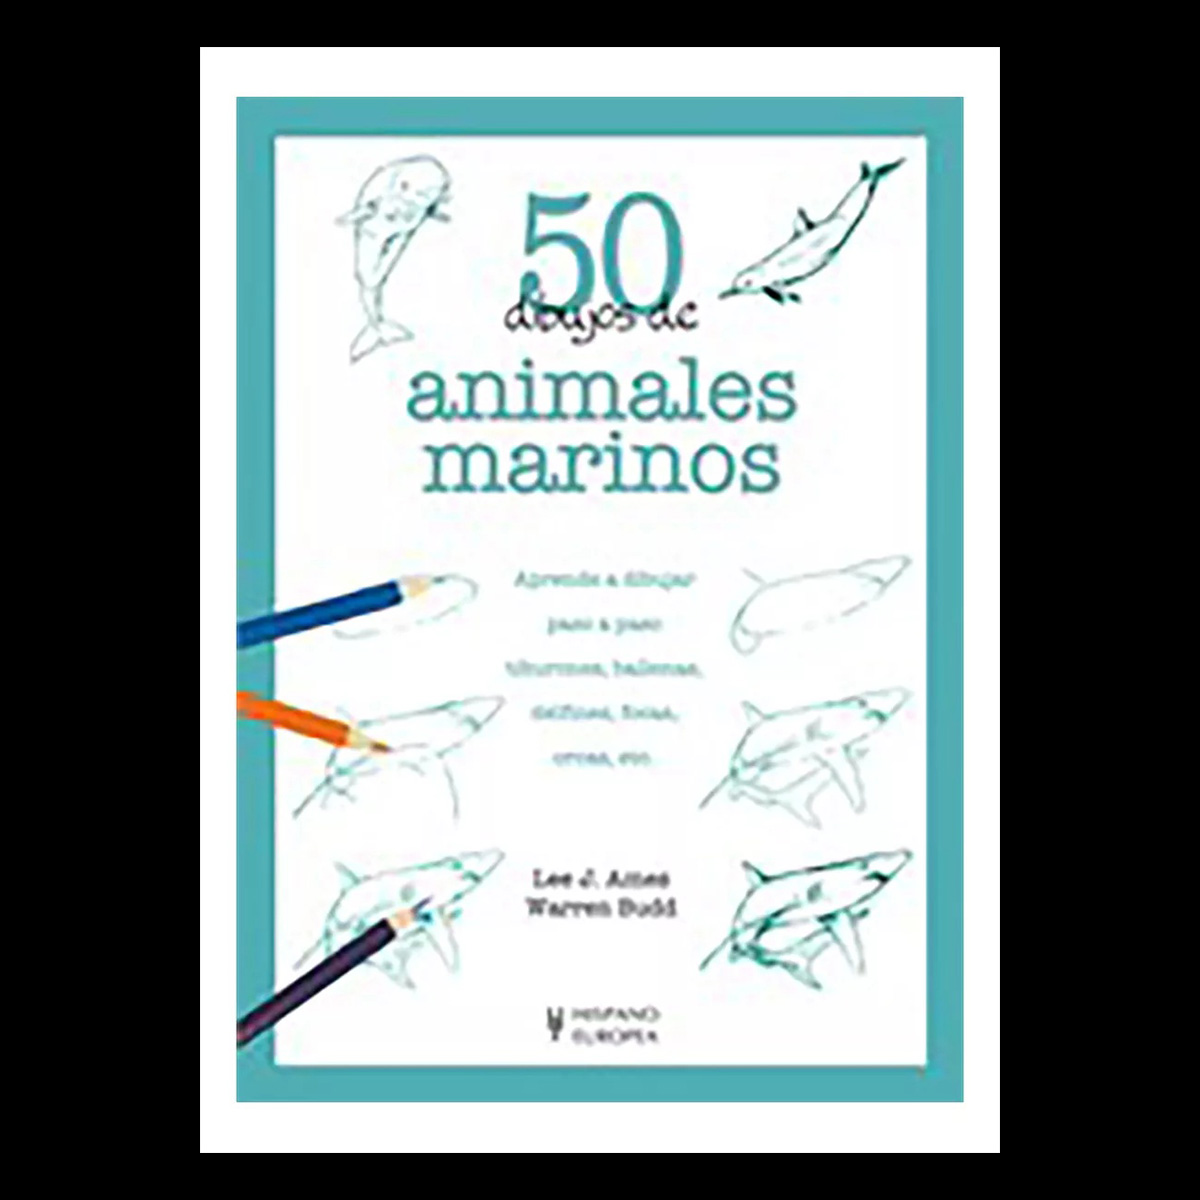 50
dibujos de
animales
marinos
Aprende a dibujar
paso a paso
tiburones, ballenas,
delfines, focas,
orcas, etc.
Lee J. Ames
Warren Budd
HISPANO
EUROPEA